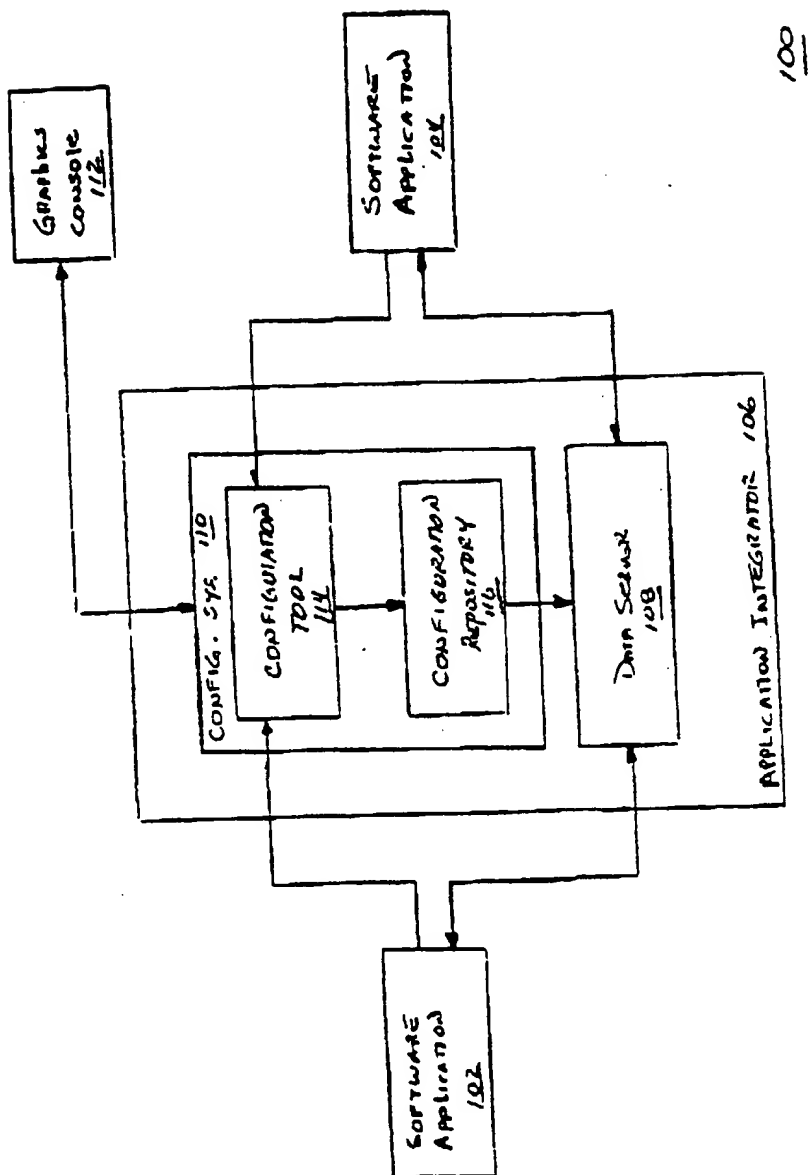 100
GRAPHICS
CONSOLE
112
SOFTWARE
APPLICATION
104
CONFIG. SYS 110
CONFIGURATION
TOOL
114
CONFIGURATION
REPOSITORY
116
DATA SERVER
108
APPLICATION INTEGRATOR 106
SOFTWARE
APPLICATION
102